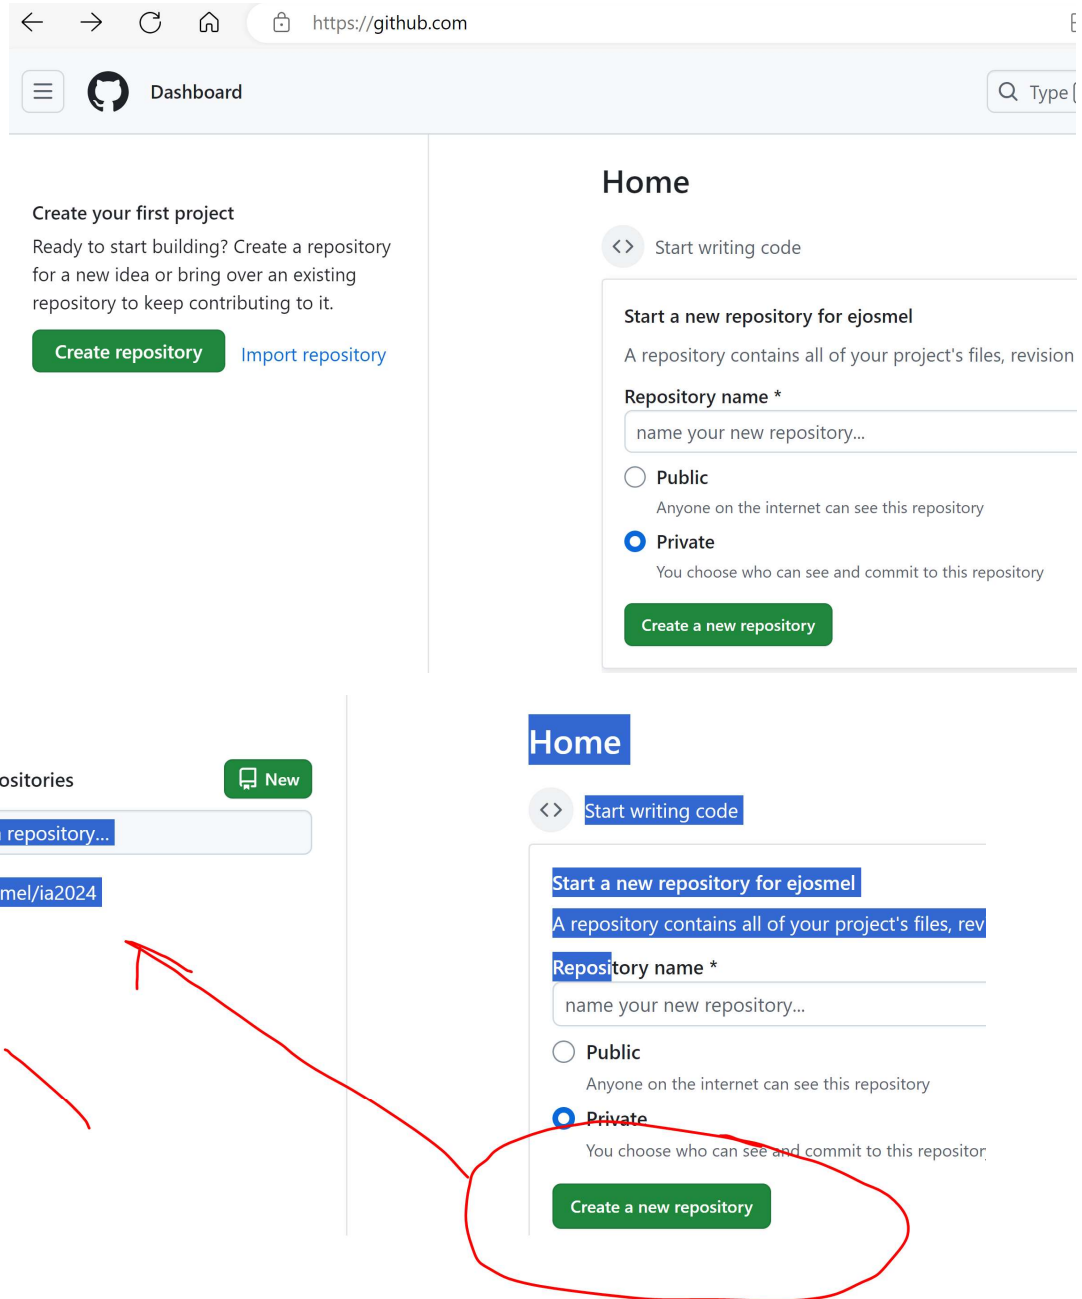 https://github.com
Dashboard
Type
Home
Create your first project
Ready to start building? Create a repository
for a new idea or bring over an existing
repository to keep contributing to it.
Create repository
Import repository
Start writing code
Start a new repository for ejosmel
A repository contains all of your project's files, revision
Repository name *
name your new repository...
Public
Anyone on the internet can see this repository
Private
You choose who can see and commit to this repository
Create a new repository
ositories
New
repository...
mel/ia2024
Home
Start writing code
Start a new repository for ejosmel
A repository contains all of your project's files, rev
Repository name *
name your new repository...
Public
Anyone on the internet can see this repository
Private
You choose who can see and commit to this repositor
Create a new repository